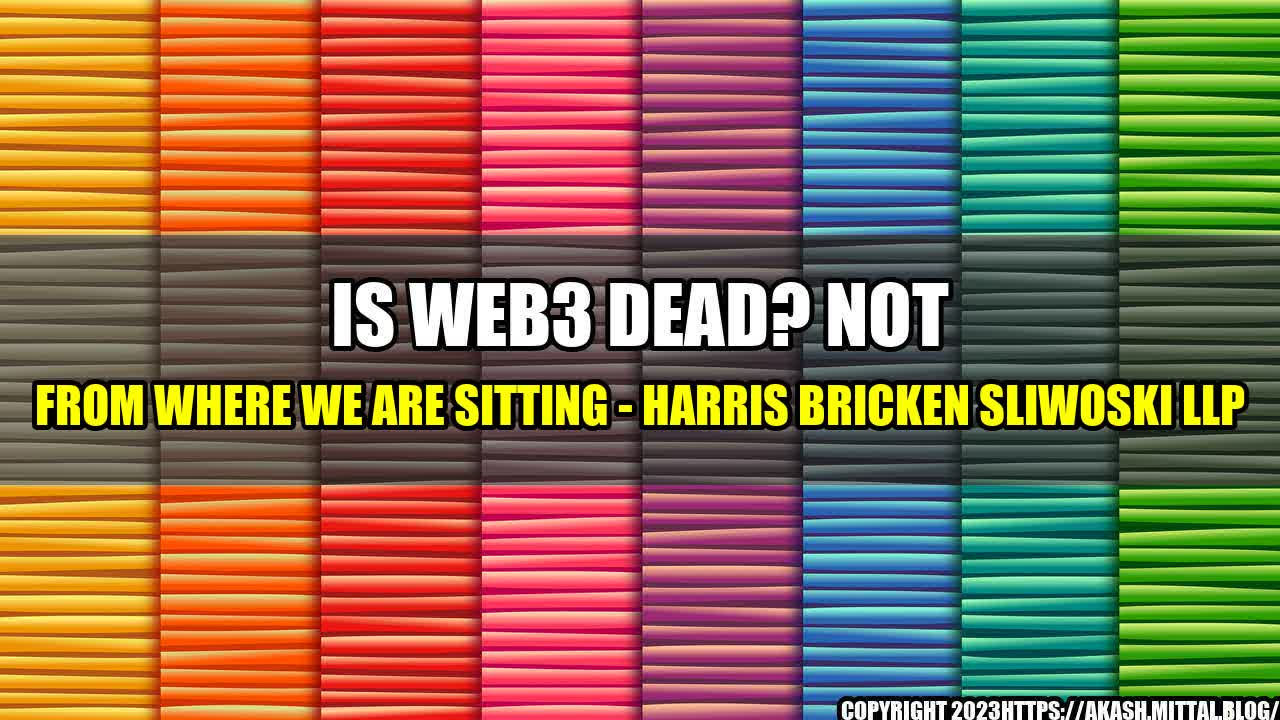 IS WEB3 DEAD? NOT
FROM WHERE WE ARE SITTING - HARRIS BRICKEN SLIWOSKI LLP
COPYRIGHT 2023HTTPS://AKASH.MITTAL.BLOG/